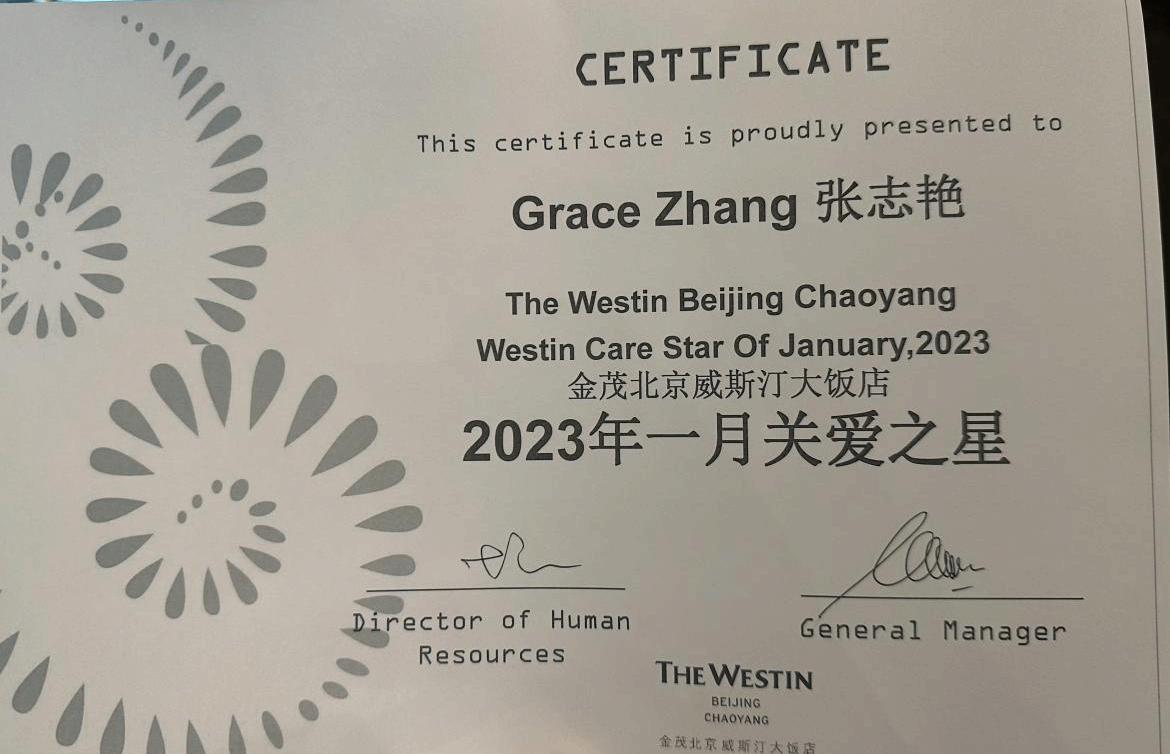 CERTIFICATE
This certificate is proudly presented to
Grace Zhang 张志艳
The Westin Beijing Chaoyang
Westin Care Star Of January,2023
金茂北京威斯汀大饭店
2023年一月关爱之星
Director of Human
Resources
General Manager
THE WESTIN
BEIJING
CHAOYANG
金茂北京威斯汀大饭店